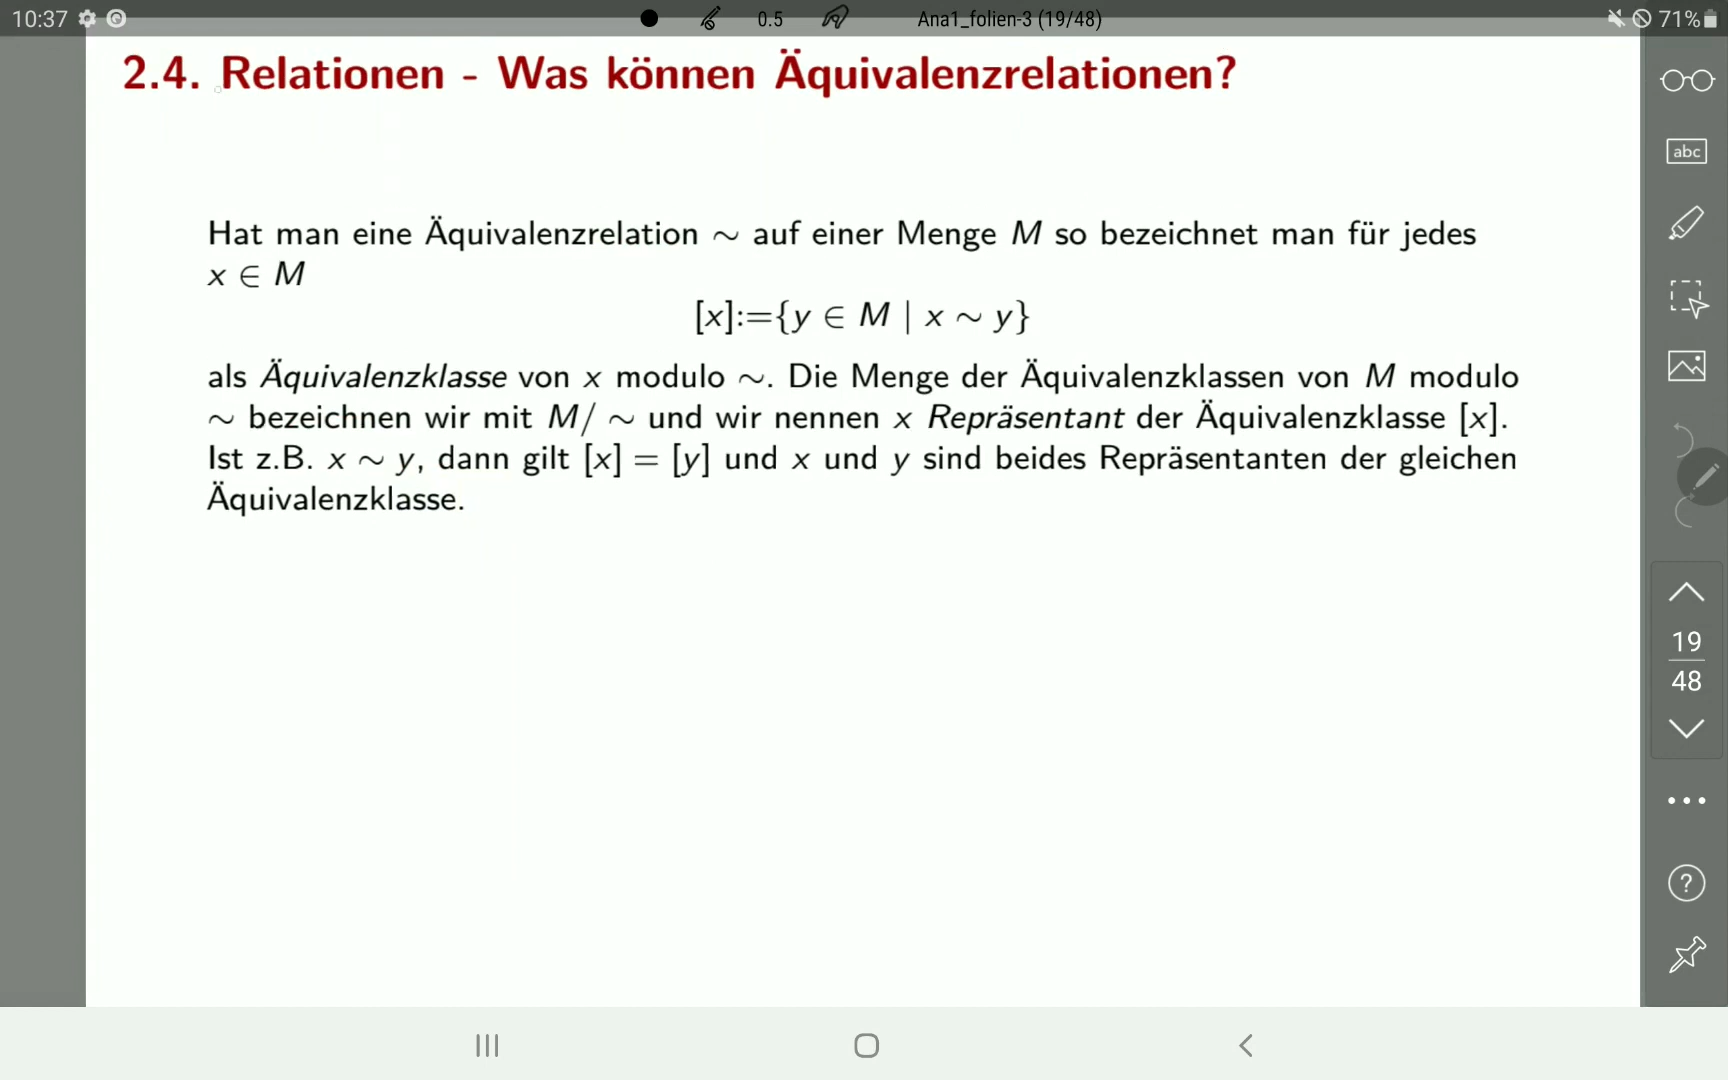 10:37
0.5
Ana1_folien-3 (19/48)
71%
2.4. Relationen - Was können Äquivalenzrelationen?
abc
Hat man eine Äquivalenzrelation ∼ auf einer Menge M so bezeichnet man für jedes
x ∈ M
[x]:={y ∈ M | x ∼ y}
als Äquivalenzklasse von x modulo ∼. Die Menge der Äquivalenzklassen von M modulo
∼ bezeichnen wir mit M/ ∼ und wir nennen x Repräsentant der Äquivalenzklasse [x].
Ist z.B. x ∼ y, dann gilt [x] = [y] und x und y sind beides Repräsentanten der gleichen
Äquivalenzklasse.
19
48
?